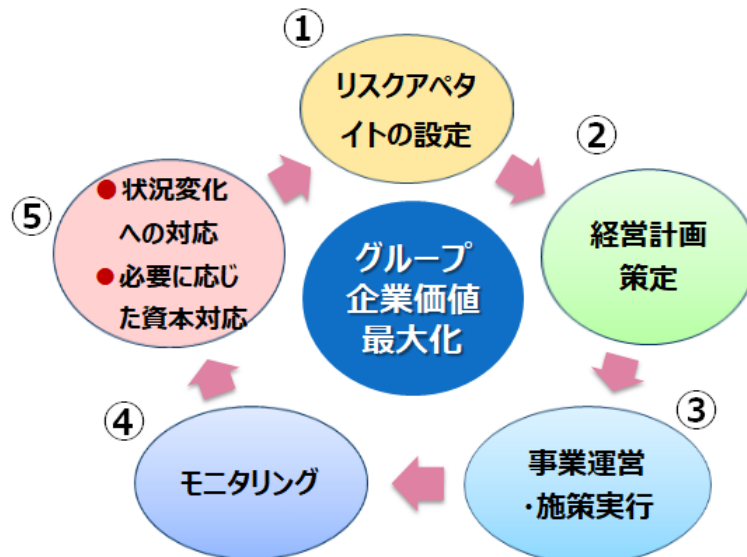 ①
リスクアペタ
イトの設定
②
経営計画
策定
③
事業運営
・施策実行
④
モニタリング
⑤
●状況変化
への対応
●必要に応じ
た資本対応
グループ
企業価値
最大化